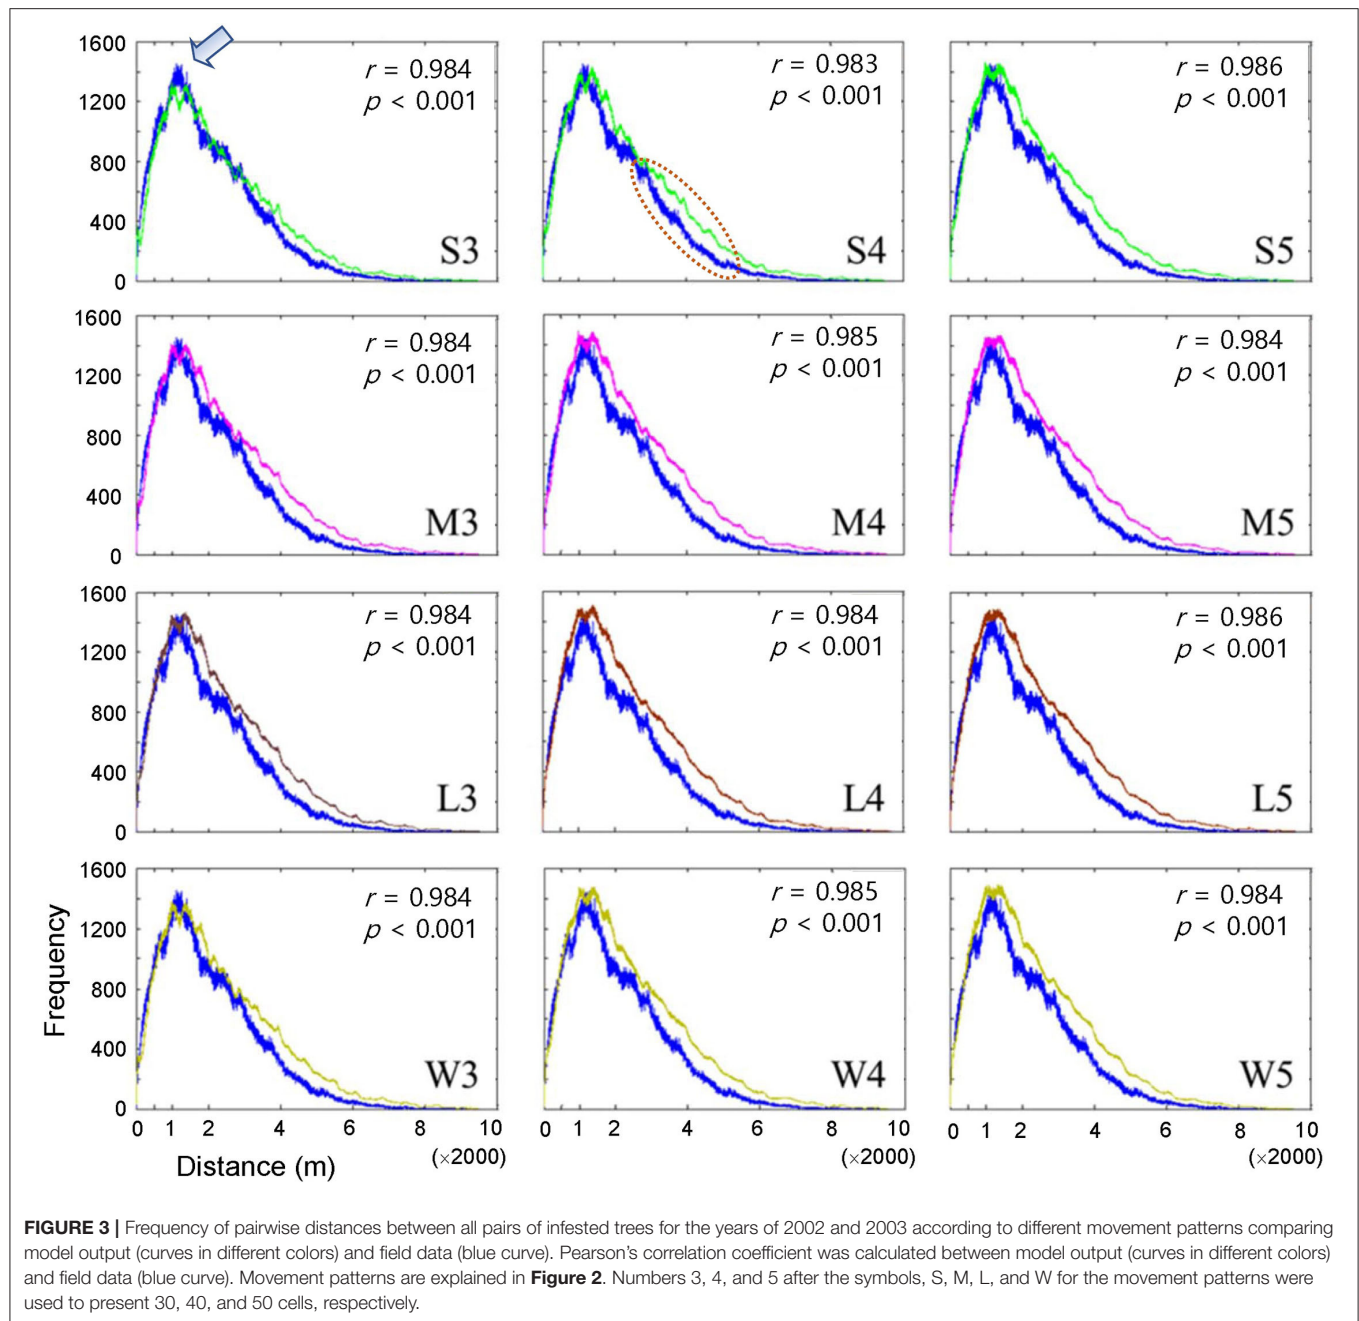 1600
1200
800
400
0
r = 0.984
p < 0.001
S3
r = 0.983
p < 0.001
S4
r = 0.986
p < 0.001
S5
1600
1200
800
400
0
r = 0.984
p < 0.001
M3
r = 0.985
p < 0.001
M4
r = 0.984
p < 0.001
M5
1600
1200
800
400
0
r = 0.984
p < 0.001
L3
r = 0.984
p < 0.001
L4
r = 0.986
p < 0.001
L5
Frequency
1600
1200
800
400
0
r = 0.984
p < 0.001
W3
r = 0.985
p < 0.001
W4
r = 0.984
p < 0.001
W5
0 1 2 4 6 8 10
(×2000)
0 1 2 4 6 8 10
(×2000)
0 1 2 4 6 8 10
(×2000)
Distance (m)
FIGURE 3 | Frequency of pairwise distances between all pairs of infested trees for the years of 2002 and 2003 according to different movement patterns comparing
model output (curves in different colors) and field data (blue curve). Pearson's correlation coefficient was calculated between model output (curves in different colors)
and field data (blue curve). Movement patterns are explained in Figure 2. Numbers 3, 4, and 5 after the symbols, S, M, L, and W for the movement patterns were
used to present 30, 40, and 50 cells, respectively.